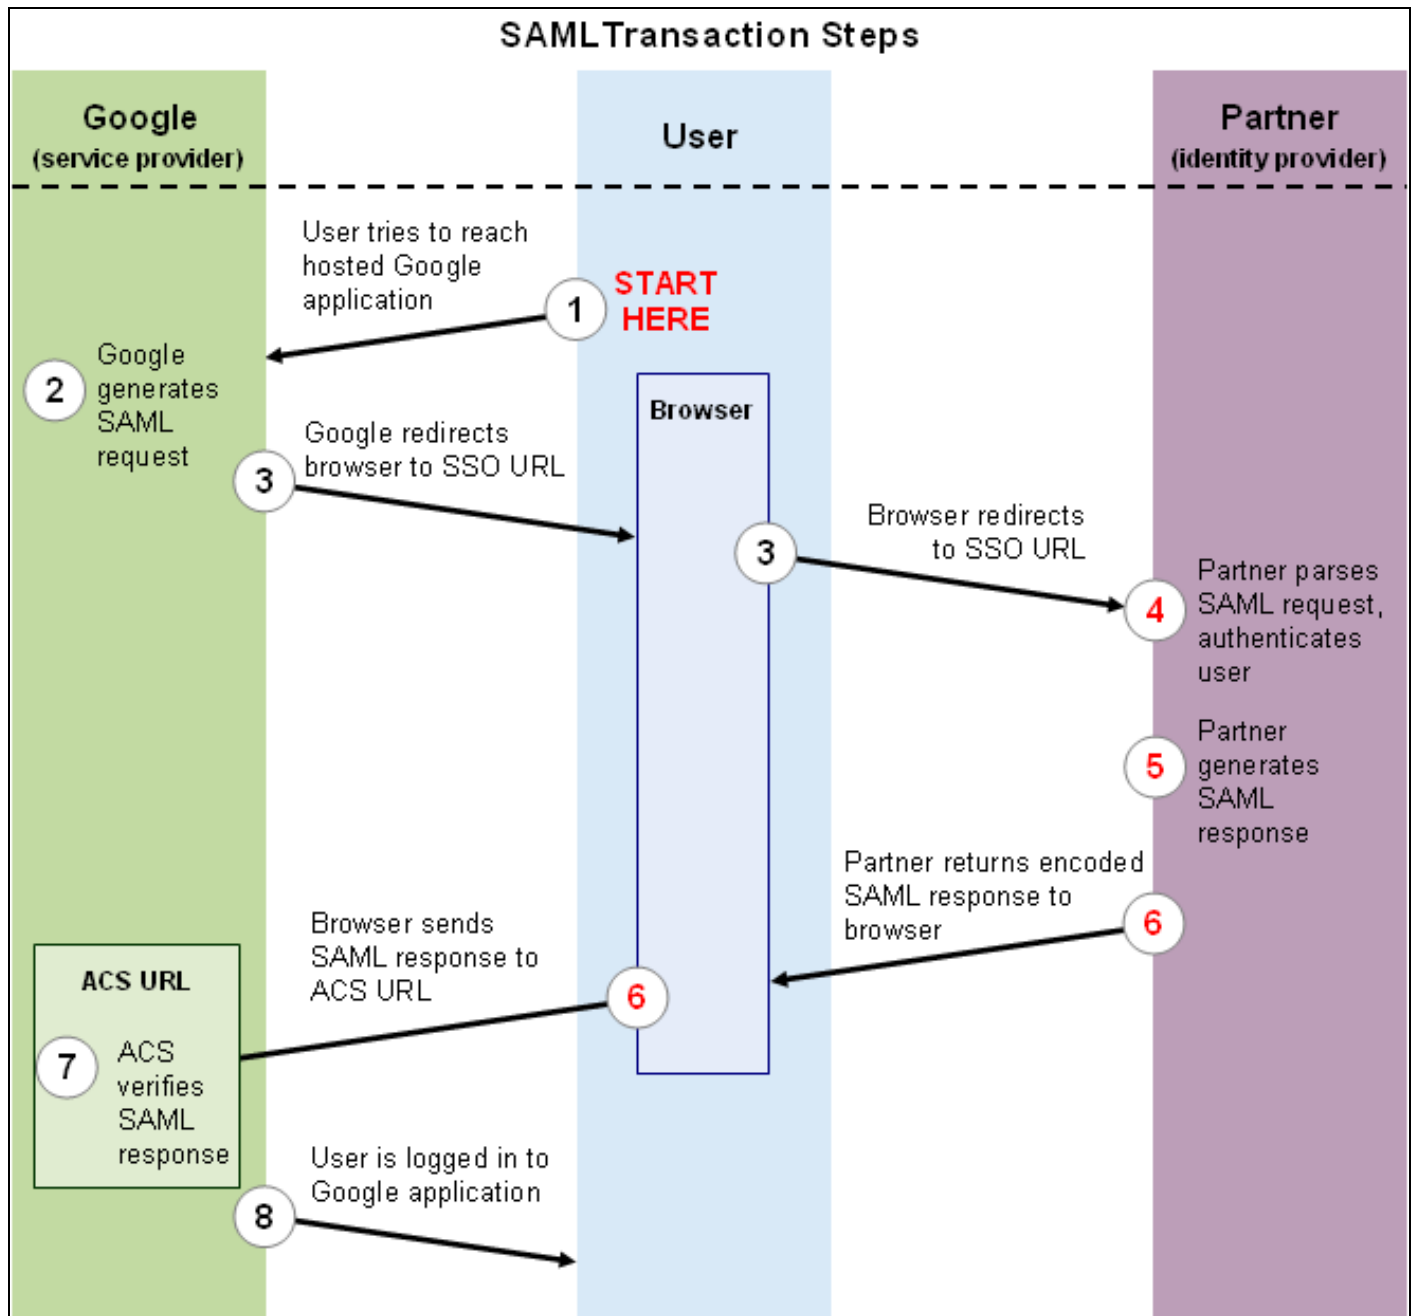 SAML Transaction Steps
Google
(service provider)
User
Partner
(identity provider)
User tries to reach
hosted Google
application
1
START
HERE
2
Google
generates
SAML
request
Browser
Google redirects
browser to SSO URL
3
3
Browser redirects
to SSO URL
4
Partner parses
SAML request,
authenticates
user
5
Partner
generates
SAML
response
Partner returns encoded
SAML response to
browser
6
Browser sends
SAML response to
ACS URL
6
ACS URL
7
ACS
verifies
SAML
response
User is logged in to
Google application
8